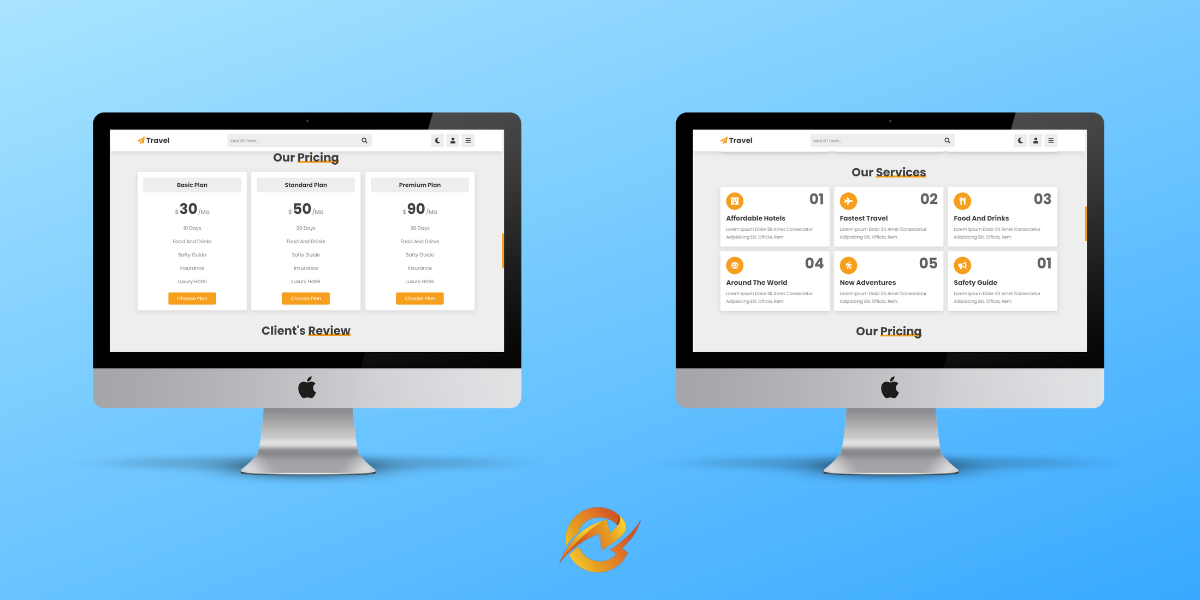 Travel
search here...
Our Pricing
Basic Plan
$ 30 /Mo
10 Days
Food And Drinks
Safty Guide
Insurance
Luxury Hotel
Choose Plan
Standard Plan
$ 50 /Mo
20 Days
Food And Drinks
Safty Guide
Insurance
Luxury Hotel
Choose Plan
Premium Plan
$ 90 /Mo
30 Days
Food And Drinks
Safty Guide
Insurance
Luxury Hotel
Choose Plan
Client's Review
Travel
search here...
Our Services
01
Affordable Hotels
Lorem Ipsum Dolor Sit Amet Consectetur
Adipisicing Elit. Officia, Rem.
02
Fastest Travel
Lorem Ipsum Dolor Sit Amet Consectetur
Adipisicing Elit. Officia, Rem.
03
Food And Drinks
Lorem Ipsum Dolor Sit Amet Consectetur
Adipisicing Elit. Officia, Rem.
04
Around The World
Lorem Ipsum Dolor Sit Amet Consectetur
Adipisicing Elit. Officia, Rem.
05
New Adventures
Lorem Ipsum Dolor Sit Amet Consectetur
Adipisicing Elit. Officia, Rem.
01
Safety Guide
Lorem Ipsum Dolor Sit Amet Consectetur
Adipisicing Elit. Officia, Rem.
Our Pricing